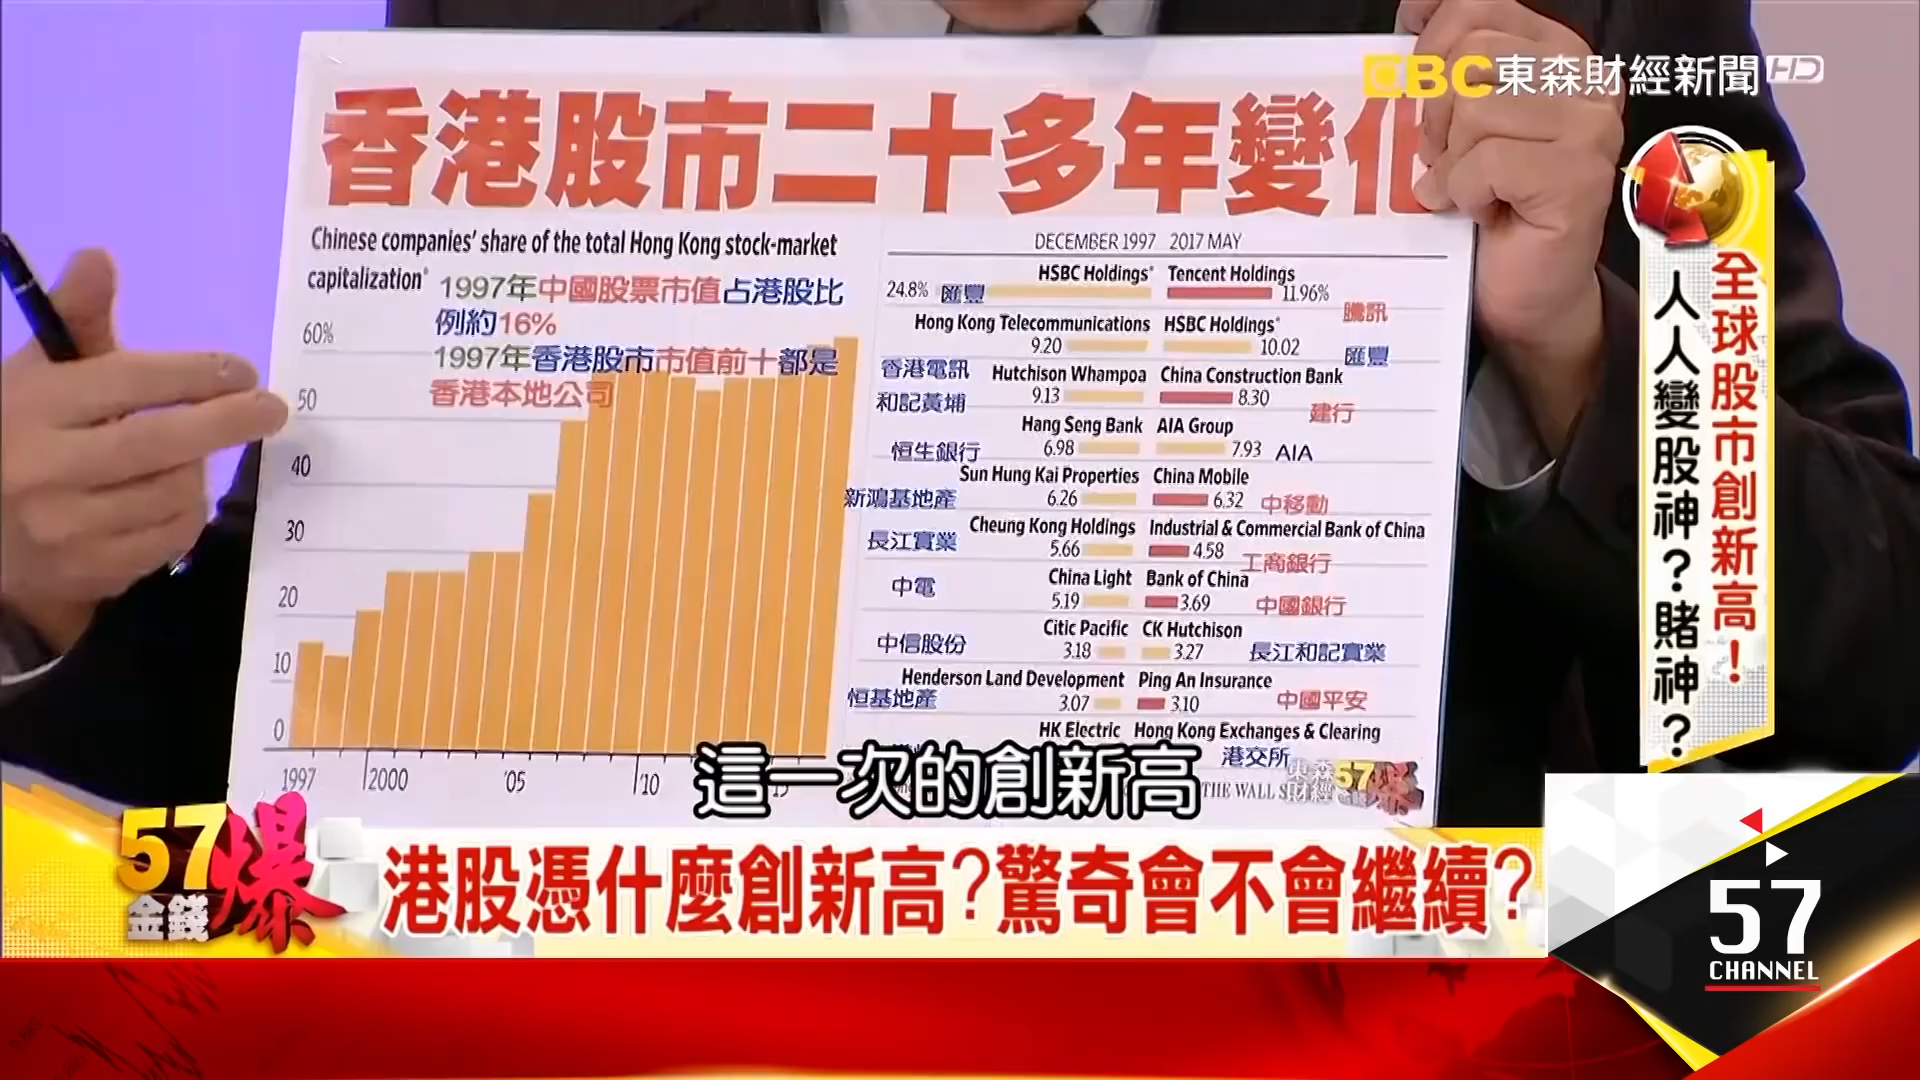 EBC 東森財經新聞 HD
香港股市二十多年變化
Chinese companies' share of the total Hong Kong stock-market
capitalization*
1997年中國股票市值占港股比
例約16%
1997年香港股市市值前十都是
香港本地公司
60%
50
40
30
20
10
0
1997
2000
'05
'10
DECEMBER 1997 2017 MAY
HSBC Holdings* Tencent Holdings
24.8% 匯豐 11.96%
騰訊
Hong Kong Telecommunications HSBC Holdings*
9.20 10.02
香港電訊 匯豐
Hutchison Whampoa China Construction Bank
9.13 8.30
和記黃埔 建行
Hang Seng Bank AIA Group
恒生銀行 6.98 7.93 AIA
Sun Hung Kai Properties China Mobile
新鴻基地產 6.26 6.32 中移動
Cheung Kong Holdings Industrial & Commercial Bank of China
長江實業 5.66 4.58 工商銀行
China Light Bank of China
中電 5.19 3.69 中國銀行
Citic Pacific CK Hutchison
中信股份 3.18 3.27 長江和記實業
Henderson Land Development Ping An Insurance
恒基地產 3.07 3.10 中國平安
HK Electric Hong Kong Exchanges & Clearing
港交所
THE WALL S
東森財經 57爆
全球股市創新高！
人人變股神？賭神？
這一次的創新高
57金錢爆
港股憑什麼創新高?驚奇會不會繼續?
57
CHANNEL